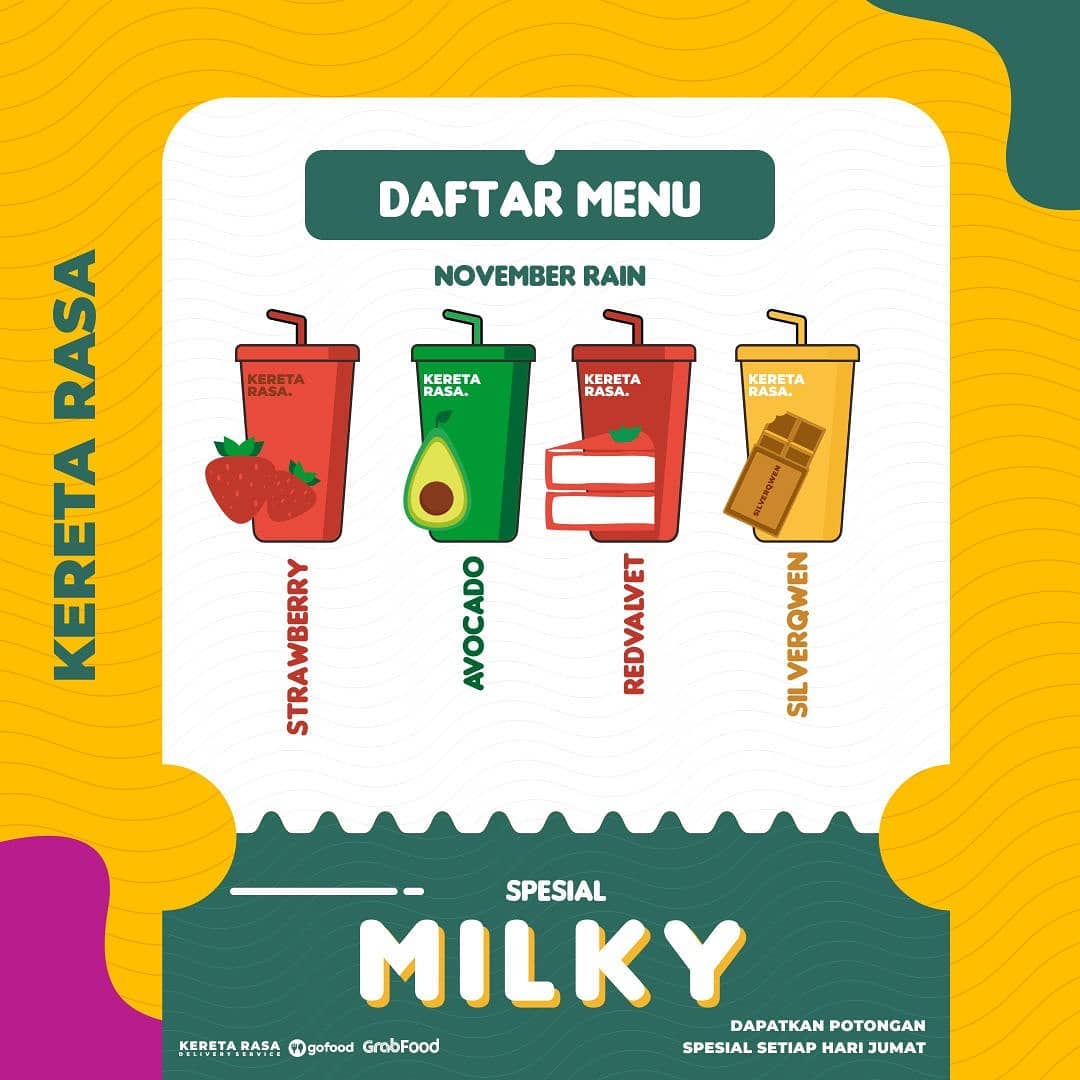 DAFTAR MENU
NOVEMBER RAIN
KERETA RASA
KERETA
RASA.
KERETA
RASA.
KERETA
RASA.
KERETA
RASA.
SILVERQWEN
STRAWBERRY
AVOCADO
REDVALVET
SILVERQWEN
SPESIAL
MILKY
DAPATKAN POTONGAN
SPESIAL SETIAP HARI JUMAT
KERETA RASA
DELIVERY SERVICE
gofood
GrabFood